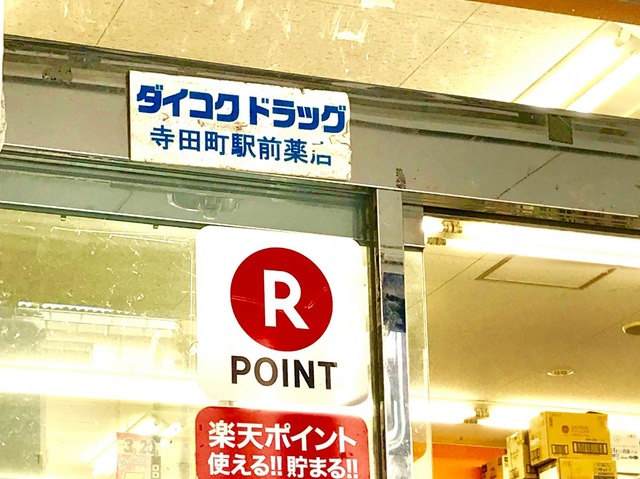 ダイコクドラッグ
寺田町駅前薬店
R
POINT
楽天ポイント
使える!!貯まる!!